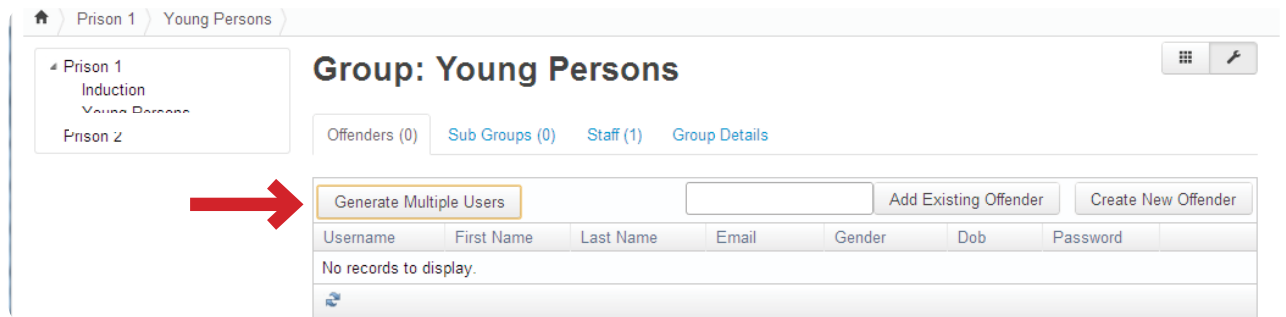 Prison 1 Young Persons
Prison 1
Induction
Young Persons
Prison 2
Group: Young Persons
Offenders (0) Sub Groups (0) Staff (1) Group Details
Generate Multiple Users Add Existing Offender Create New Offender
Username First Name Last Name Email Gender Dob Password
No records to display.